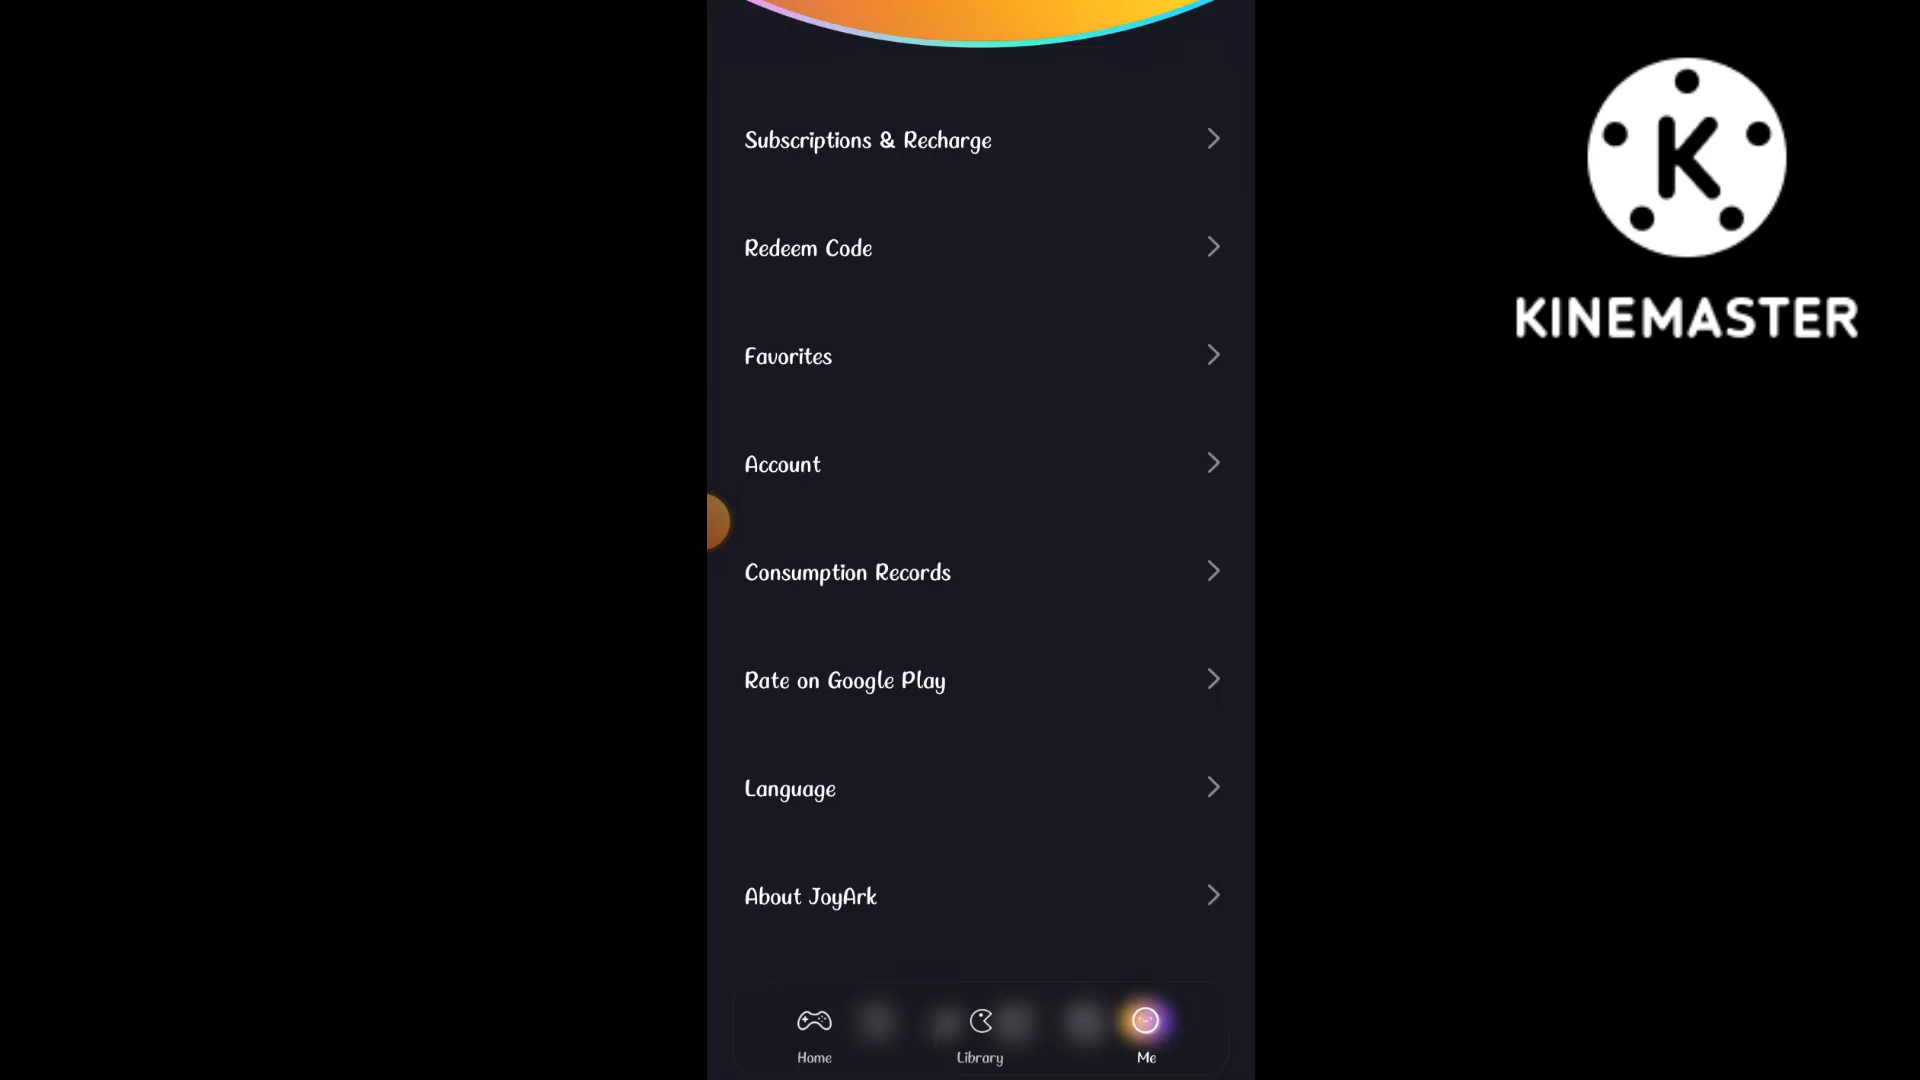 Subscriptions & Recharge
Redeem Code
Favorites
Account
Consumption Records
Rate on Google Play
Language
About JoyArk
Home
Library
Me
K
KINEMASTER